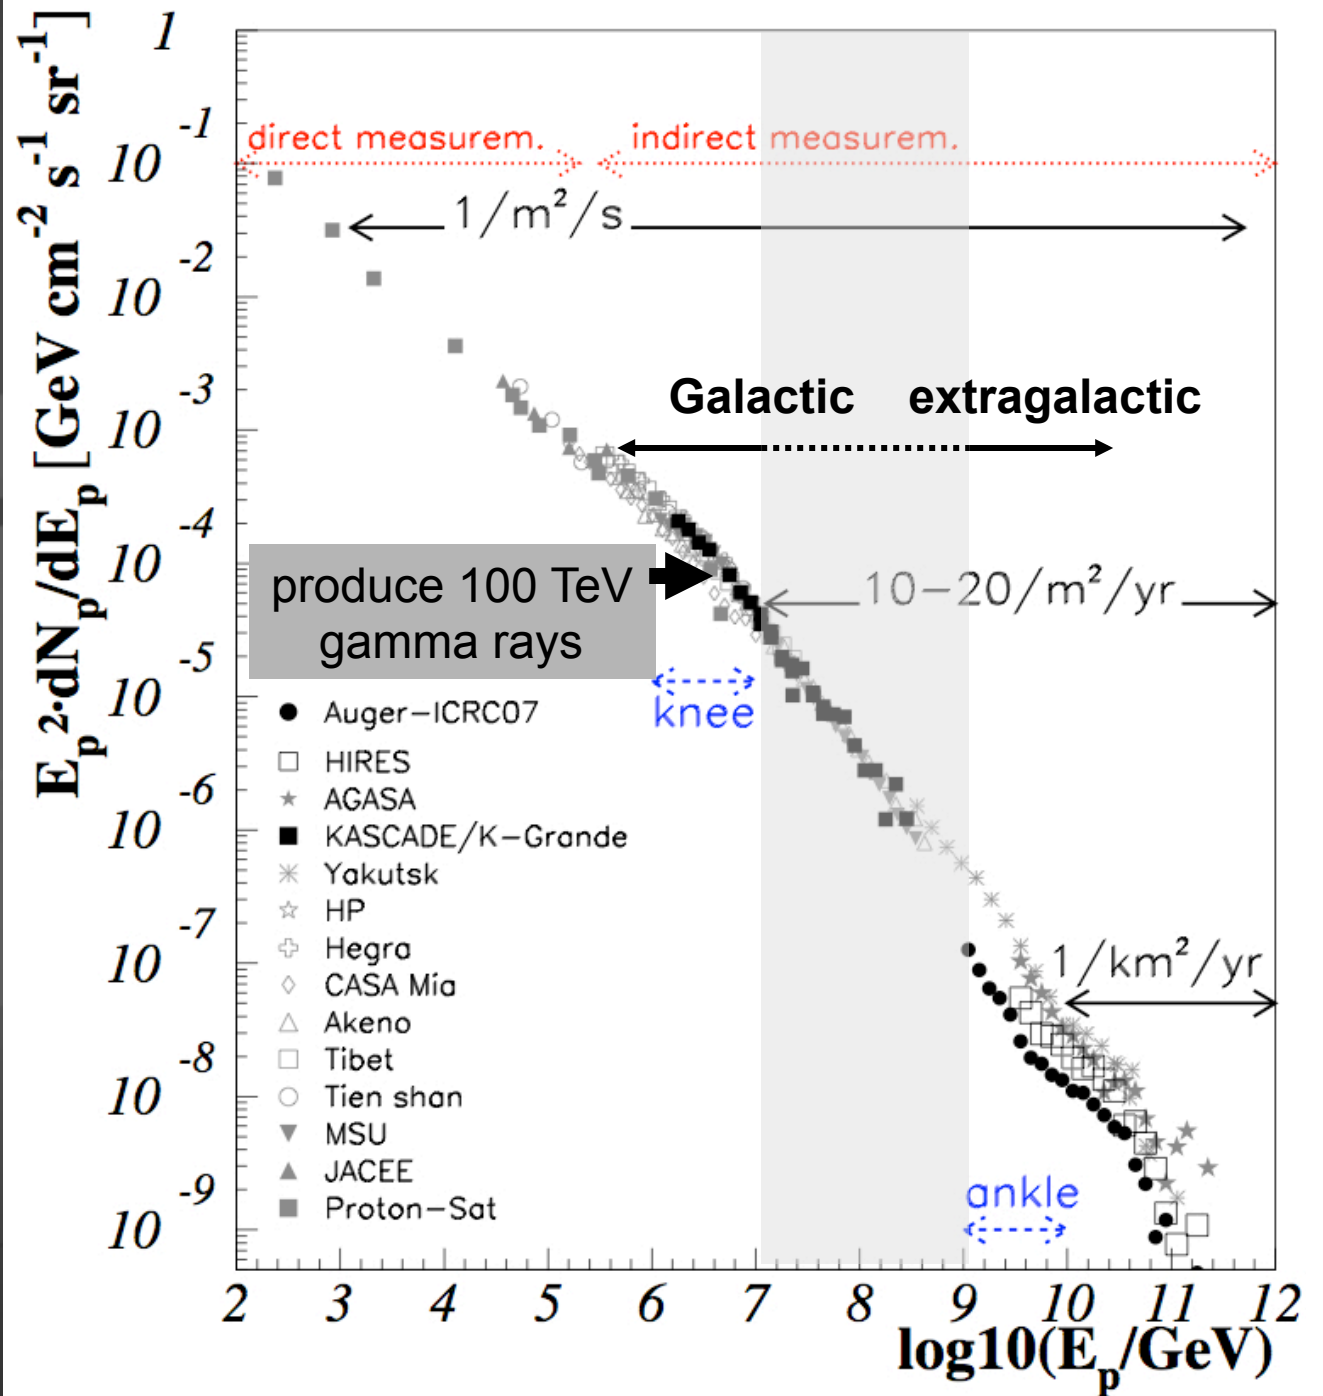 E_p^2·dN_p/dE_p [GeV cm^-2 s^-1 sr^-1]
1
10^-1
10^-2
10^-3
10^-4
10^-5
10^-6
10^-7
10^-8
10^-9
direct measurem.
indirect measurem.
1/m²/s
Galactic
extragalactic
produce 100 TeV
gamma rays
10-20/m²/yr
knee
Auger-ICRC07
HIRES
AGASA
KASCADE/K-Grande
Yakutsk
HP
Hegra
CASA Mia
Akeno
Tibet
Tien shan
MSU
JACEE
Proton-Sat
1/km²/yr
ankle
2 3 4 5 6 7 8 9 10 11 12
log10(E_p/GeV)